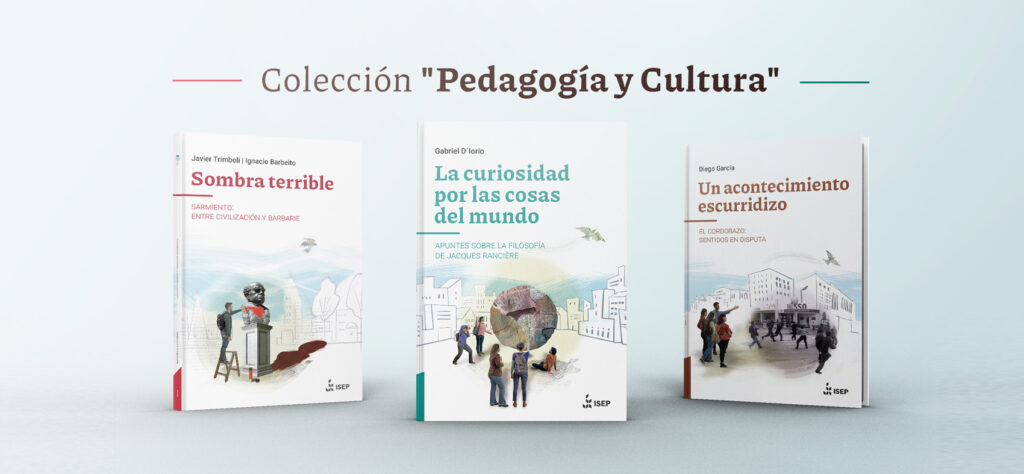 Colección "Pedagogía y Cultura"
Javier Trimboli | Ignacio Barbeito
Sombra terrible
SARMIENTO:
ENTRE CIVILIZACIÓN Y BARBARIE
ISEP
Gabriel D´Iorio
La curiosidad
por las cosas
del mundo
APUNTES SOBRE LA FILOSOFÍA
DE JACQUES RANCIÈRE
ISEP
Diego García
Un acontecimiento
escurridizo
EL CORDOBAZO:
SENTIDOS EN DISPUTA
ISEP